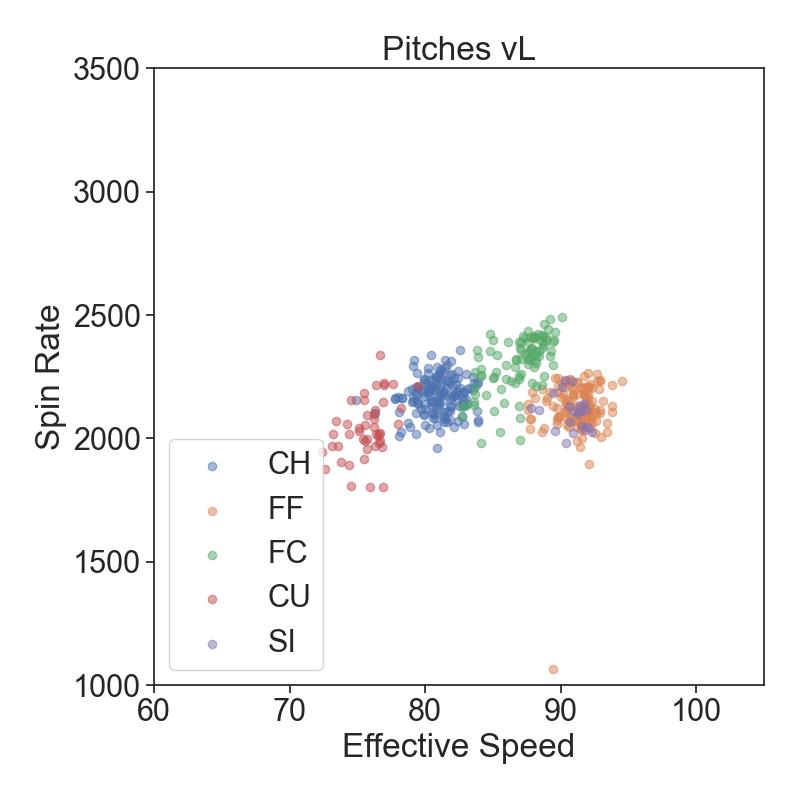 Pitches vL
3500
3000
2500
2000
1500
1000
Spin Rate
CH
FF
FC
CU
SI
60 70 80 90 100
Effective Speed